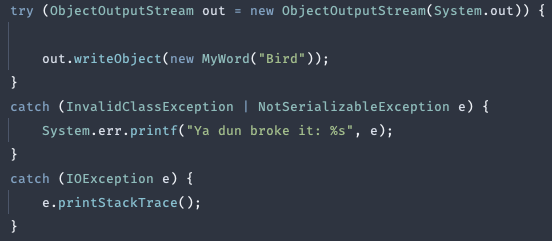 try (ObjectOutputStream out = new ObjectOutputStream(System.out)) {
out.writeObject(new MyWord("Bird"));
}
catch (InvalidClassException | NotSerializableException e) {
System.err.printf("Ya dun broke it: %s", e);
}
catch (IOException e) {
e.printStackTrace();
}